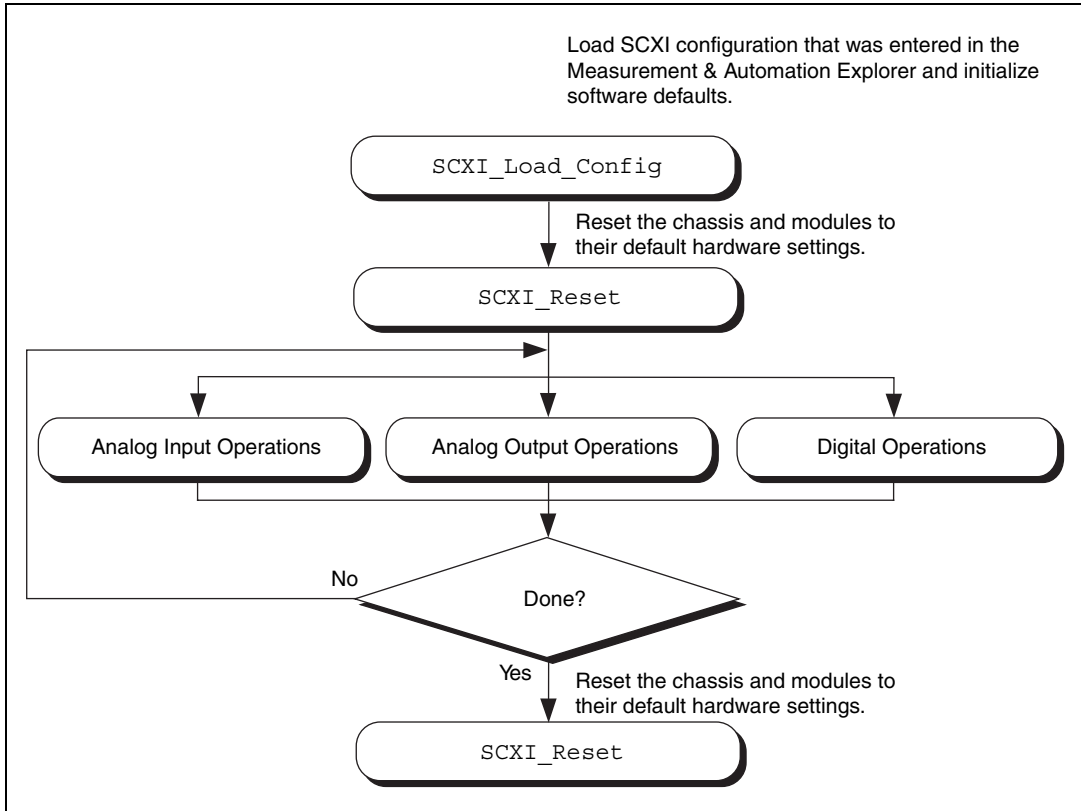 Load SCXI configuration that was entered in the
Measurement & Automation Explorer and initialize
software defaults.
SCXI_Load_Config
Reset the chassis and modules to
their default hardware settings.
SCXI_Reset
Analog Input Operations
Analog Output Operations
Digital Operations
No
Done?
Yes
Reset the chassis and modules to
their default hardware settings.
SCXI_Reset